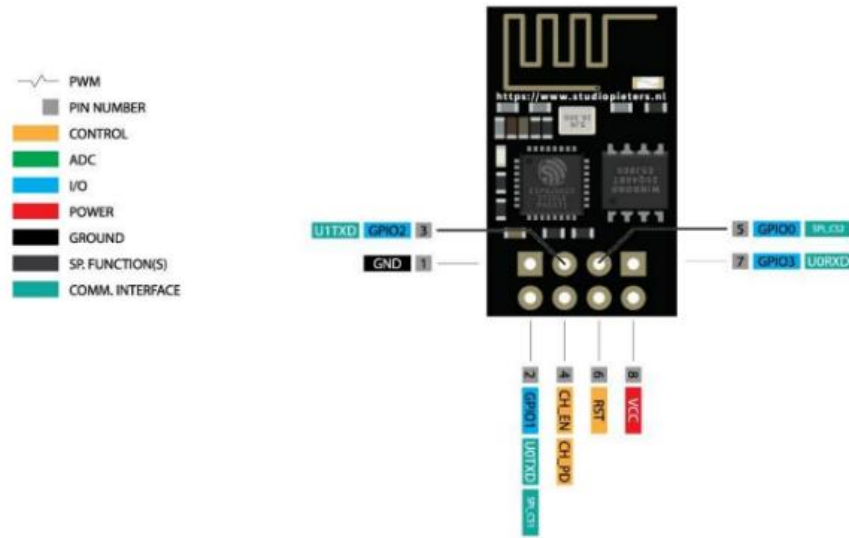 PWM
PIN NUMBER
CONTROL
ADC
I/O
POWER
GROUND
SP. FUNCTION(S)
COMM. INTERFACE
https://www.studiopieters.nl
U1TXD GPIO2 3
GND 1
5 GPIO0 SPI_CS2
7 GPIO3 U0RXD
2 GPIO1 U0TXD SPI_CS1
4 CH_EN CH_PD
6 RST
8 VCC
WINBOND